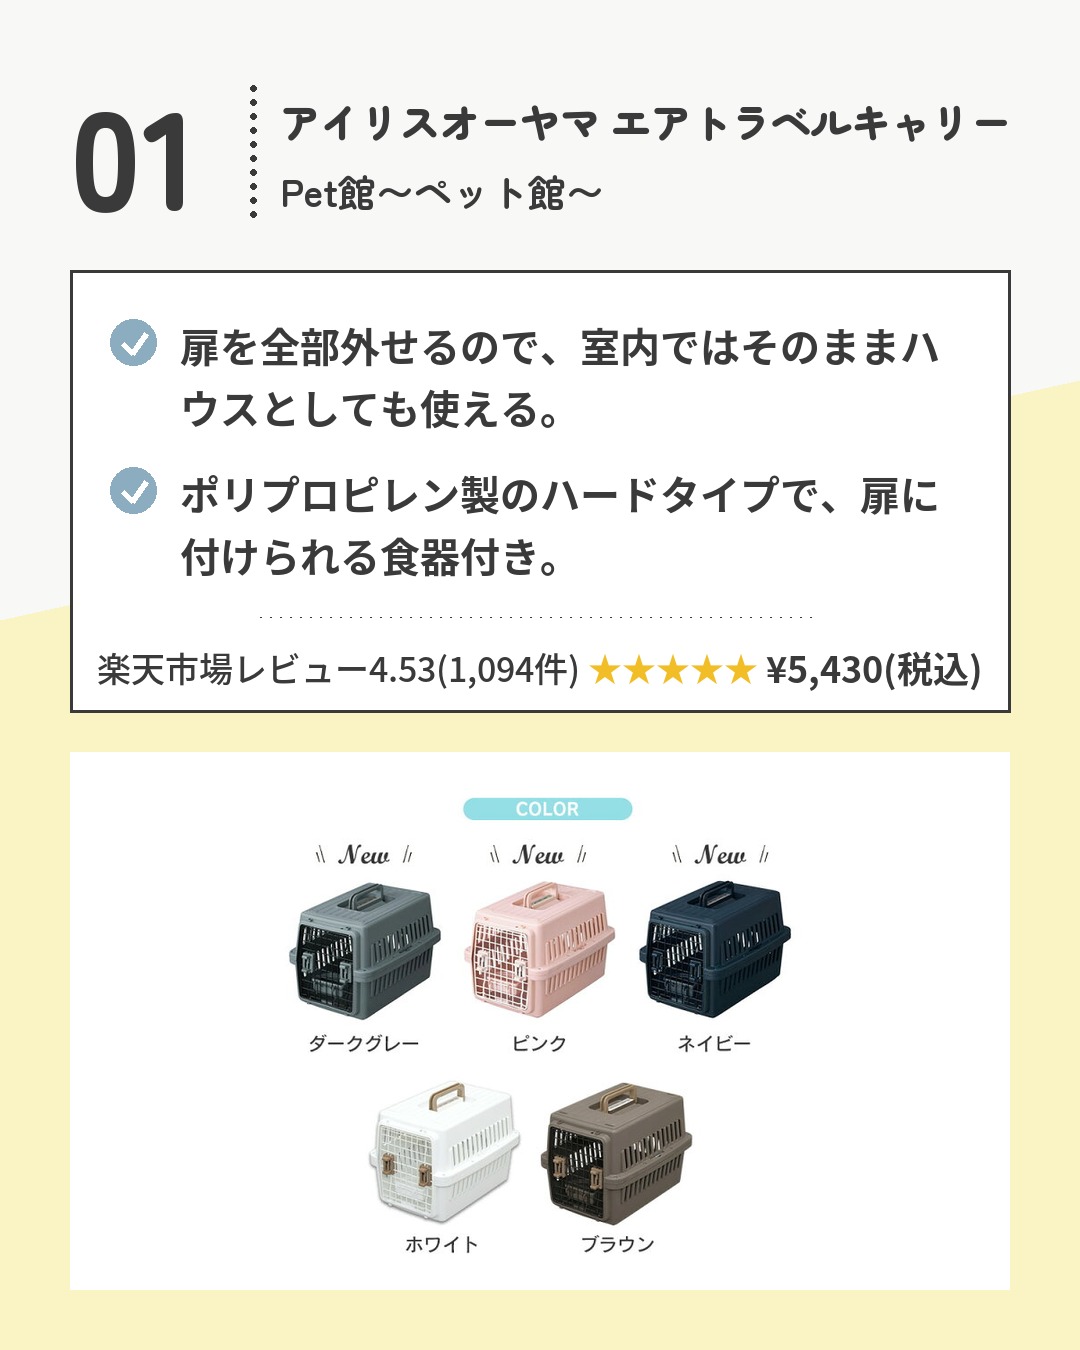 01
アイリスオーヤマ エアトラベルキャリー
Pet館〜ペット館〜
扉を全部外せるので、室内ではそのままハ
ウスとしても使える。
ポリプロピレン製のハードタイプで、扉に
付けられる食器付き。
楽天市場レビュー4.53(1,094件) ★★★★★ ¥5,430(税込)
COLOR
New New New
ダークグレー ピンク ネイビー
ホワイト ブラウン